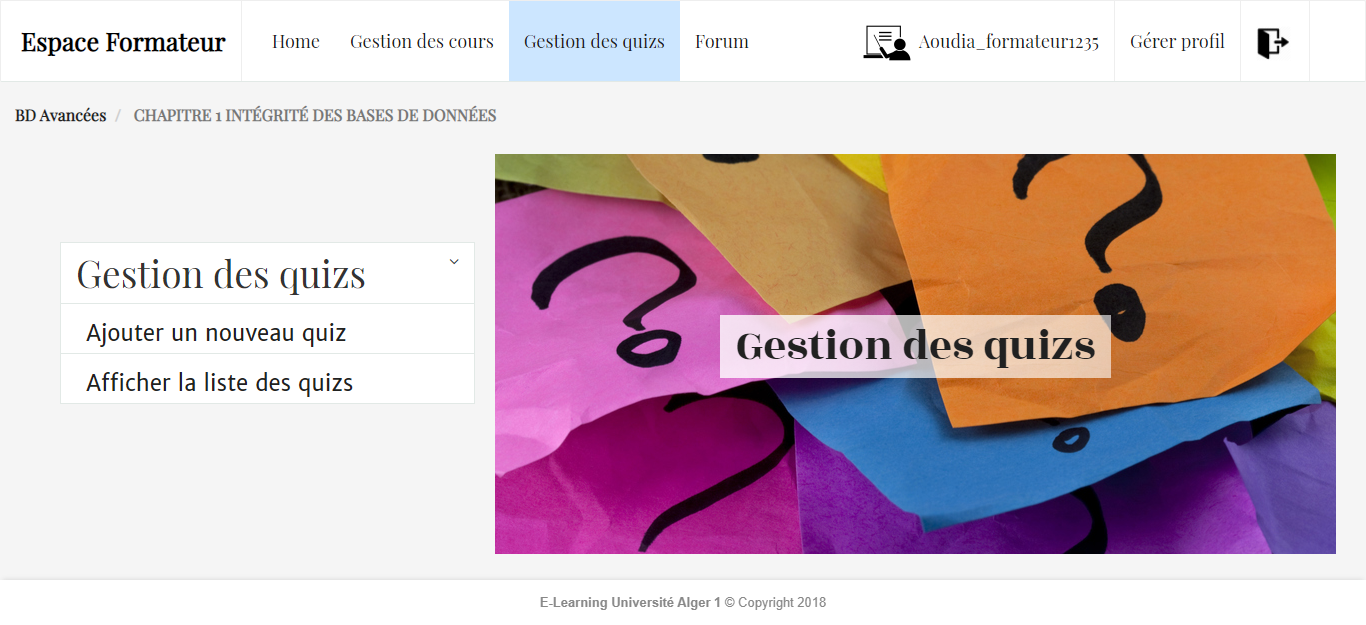 Espace Formateur
Home
Gestion des cours
Gestion des quizs
Forum
Aoudia_formateur1235
Gérer profil
BD Avancées / CHAPITRE 1 INTÉGRITÉ DES BASES DE DONNÉES
Gestion des quizs
Ajouter un nouveau quiz
Afficher la liste des quizs
Gestion des quizs
E-Learning Université Alger 1 © Copyright 2018